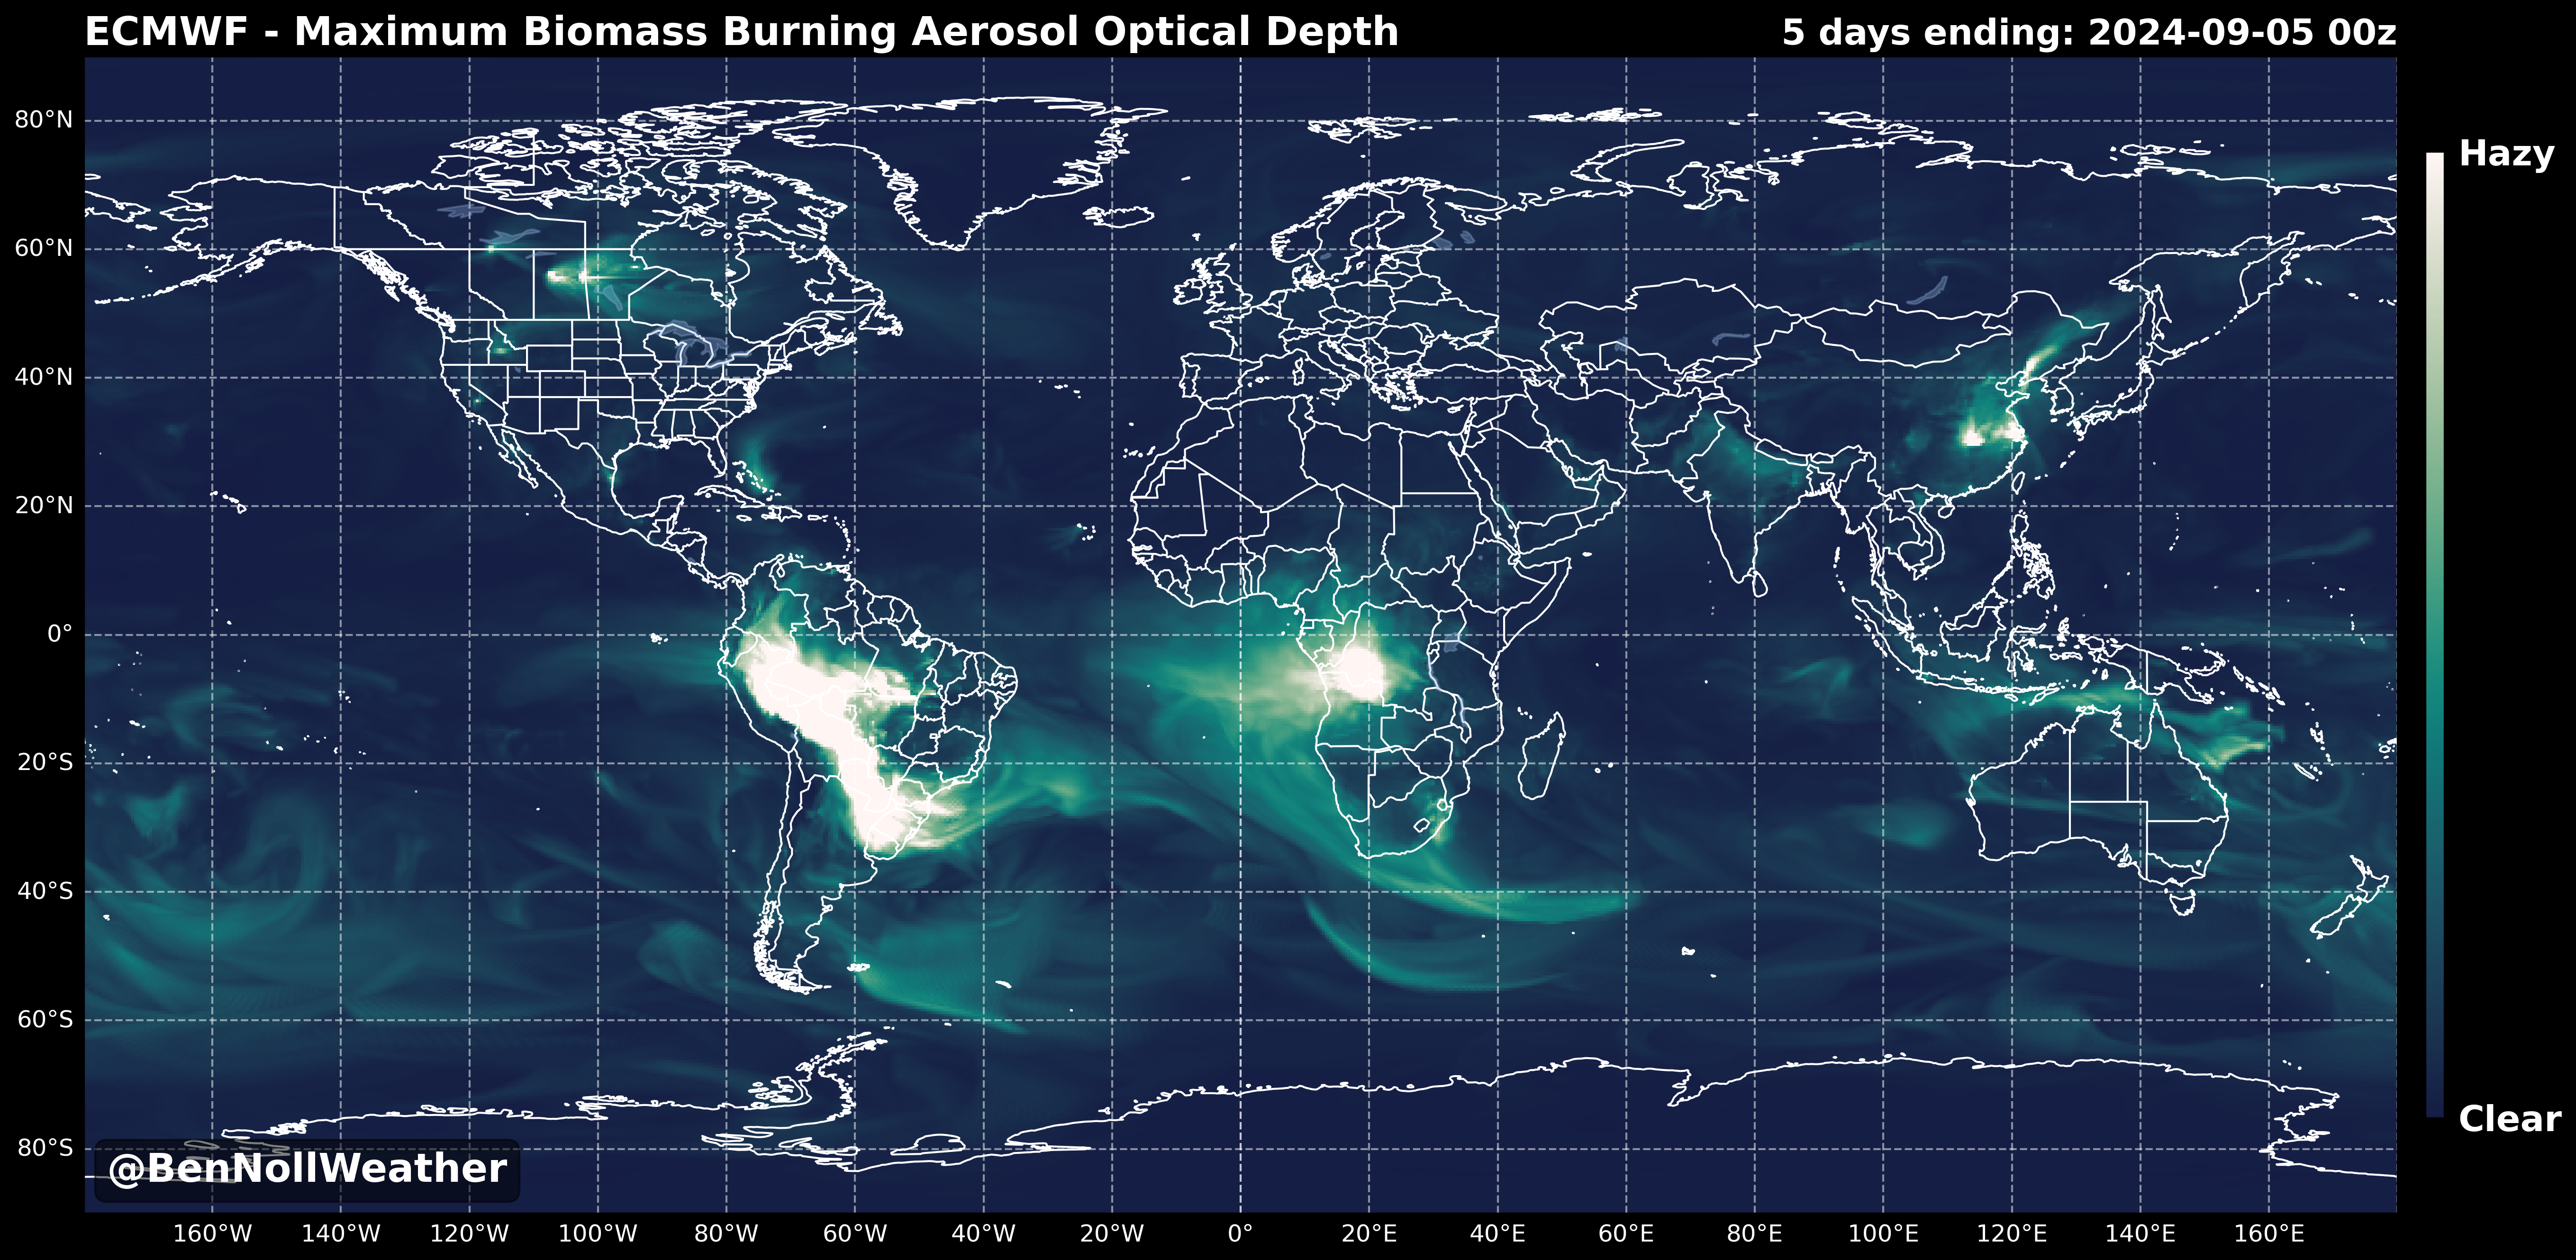 ECMWF - Maximum Biomass Burning Aerosol Optical Depth
5 days ending: 2024-09-05 00z
80°N
60°N
40°N
20°N
0°
20°S
40°S
60°S
80°S
Hazy
Clear
@BenNollWeather
160°W 140°W 120°W 100°W 80°W 60°W 40°W 20°W 0° 20°E 40°E 60°E 80°E 100°E 120°E 140°E 160°E